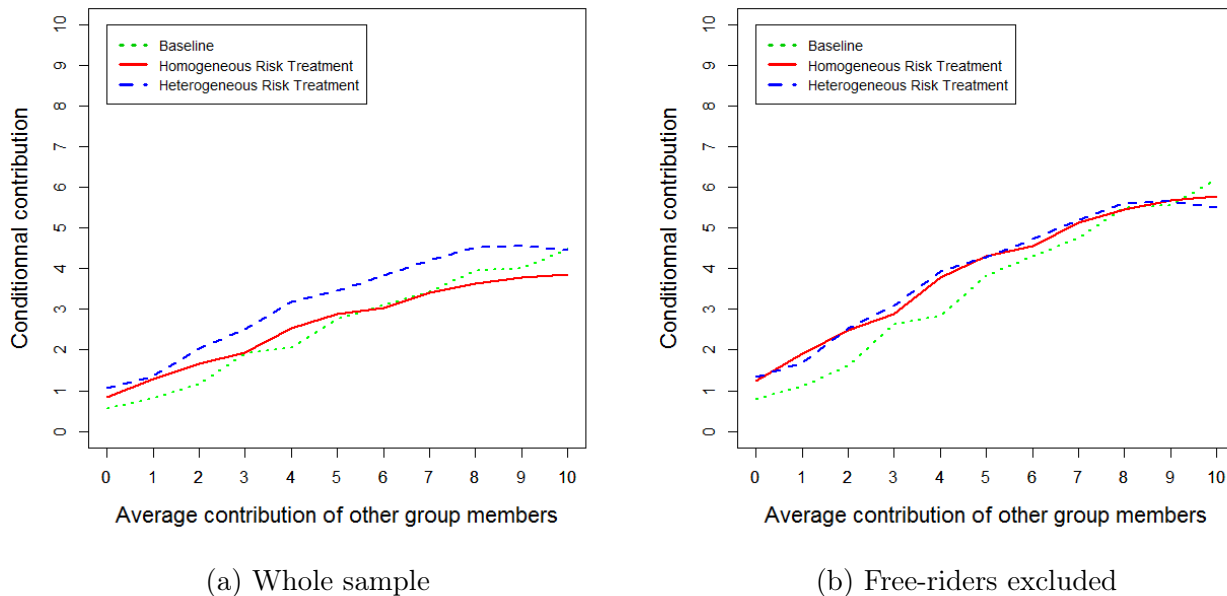 Conditionnal contribution
10
9
8
7
6
5
4
3
2
1
0
Baseline
Homogeneous Risk Treatment
Heterogeneous Risk Treatment
0 1 2 3 4 5 6 7 8 9 10
Average contribution of other group members
(a) Whole sample
Conditionnal contribution
10
9
8
7
6
5
4
3
2
1
0
Baseline
Homogeneous Risk Treatment
Heterogeneous Risk Treatment
0 1 2 3 4 5 6 7 8 9 10
Average contribution of other group members
(b) Free-riders excluded